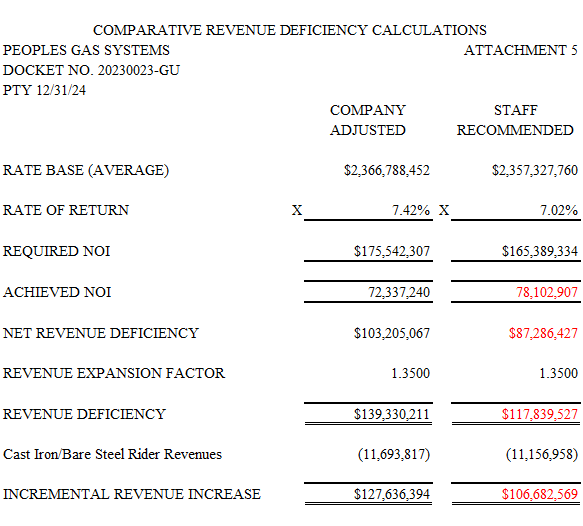 COMPARATIVE REVENUE DEFICIENCY CALCULATIONS
PEOPLES GAS SYSTEMS ATTACHMENT 5
DOCKET NO. 20230023-GU
PTY 12/31/24
COMPANY STAFF
ADJUSTED RECOMMENDED
RATE BASE (AVERAGE) $2,366,788,452 $2,357,327,760
RATE OF RETURN X 7.42% X 7.02%
REQUIRED NOI $175,542,307 $165,389,334
ACHIEVED NOI 72,337,240 78,102,907
NET REVENUE DEFICIENCY $103,205,067 $87,286,427
REVENUE EXPANSION FACTOR 1.3500 1.3500
REVENUE DEFICIENCY $139,330,211 $117,839,527
Cast Iron/Bare Steel Rider Revenues (11,693,817) (11,156,958)
INCREMENTAL REVENUE INCREASE $127,636,394 $106,682,569